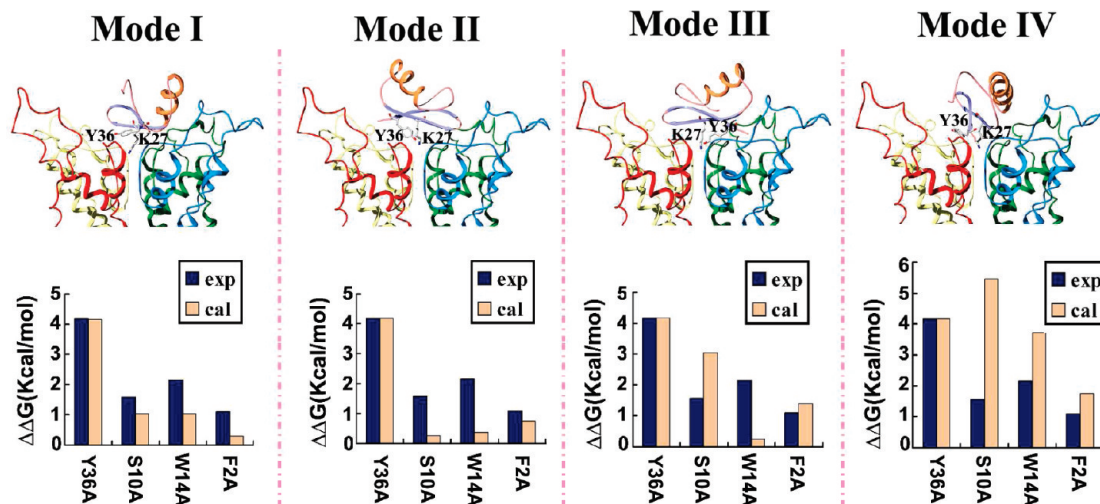 Mode I
Mode II
Mode III
Mode IV
Y36
K27
Y36
K27
K27
Y36
Y36
K27
ΔΔG(Kcal/mol)
5
4
3
2
1
0
exp
cal
Y36A
S10A
W14A
F2A
ΔΔG(Kcal/mol)
5
4
3
2
1
0
exp
cal
Y36A
S10A
W14A
F2A
ΔΔG(Kcal/mol)
5
4
3
2
1
0
exp
cal
Y36A
S10A
W14A
F2A
ΔΔG(Kcal/mol)
6
5
4
3
2
1
0
exp
cal
Y36A
S10A
W14A
F2A